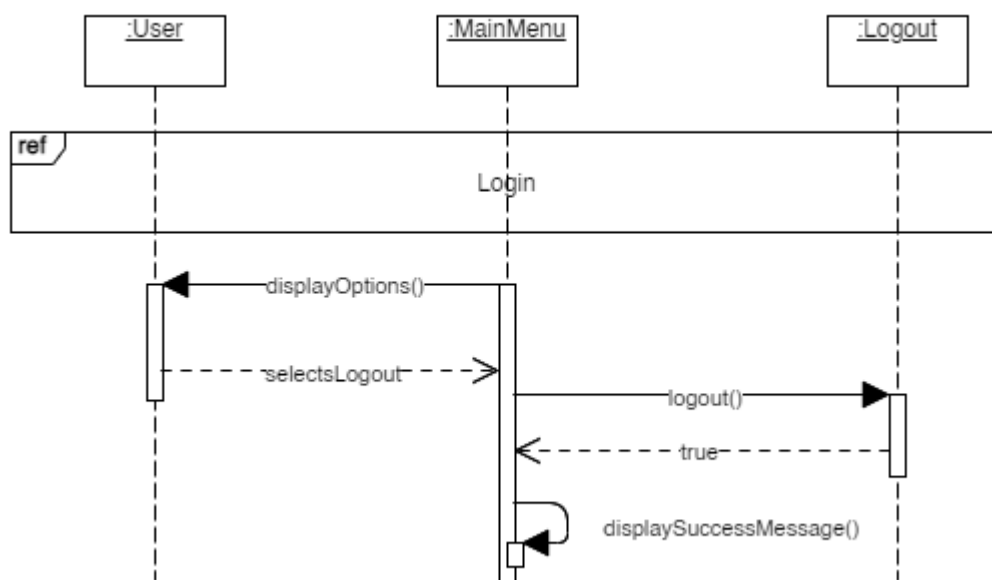 :User
:MainMenu
:Logout
ref
Login
displayOptions()
selectsLogout
logout()
true
displaySuccessMessage()